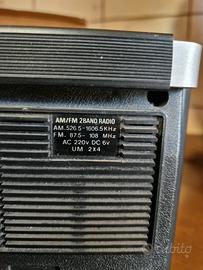 AM/FM 2BAND RADIO
AM.526.5-1606.5KHz
FM. 87.5- 108 MHz
AC 220v DC 6v
UM 2x4
subito